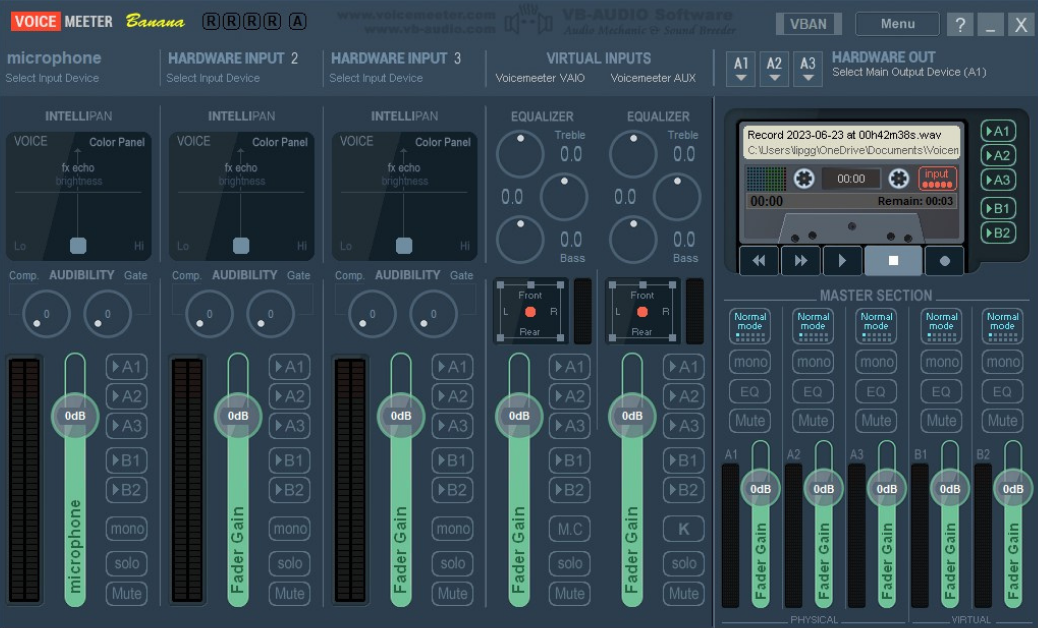 VOICE MEETER Banana R R R R A www.voicemeeter.com VB-AUDIO Software VBAN Menu ? _ X
www.vb-audio.com Audio Mechanic & Sound Breeder
microphone HARDWARE INPUT 2 HARDWARE INPUT 3 VIRTUAL INPUTS A1 A2 A3 HARDWARE OUT
Select Input Device Select Input Device Select Input Device Voicemeeter VAIO Voicemeeter AUX Select Main Output Device (A1)
INTELLIPAN INTELLIPAN INTELLIPAN EQUALIZER EQUALIZER
VOICE Color Panel VOICE Color Panel VOICE Color Panel Treble Treble
fx echo fx echo fx echo 0.0 0.0
brightness brightness brightness
0.0 0.0
Lo Hi Lo Hi Lo Hi 0.0 0.0
Bass Bass
Record 2023-06-23 at 00h42m38s.wav
C:\Users\lipgg\OneDrive\Documents\Voicem
00:00 input
00:00 Remain: 00:03
A1
A2
A3
B1
B2
Comp. AUDIBILITY Gate Comp. AUDIBILITY Gate Comp. AUDIBILITY Gate
0 0 0 0 0 0
Front Front
L R L R
Rear Rear
MASTER SECTION
Normal mode Normal mode Normal mode Normal mode Normal mode
mono mono mono mono mono
EQ EQ EQ EQ EQ
Mute Mute Mute Mute Mute
A1 A1 A1 A1 A1
A2 A2 A2 A2 A2
0dB 0dB 0dB 0dB 0dB
A3 A3 A3 A3 A3
B1 B1 B1 B1 B1
B2 B2 B2 B2 B2
mono mono mono M.C K
solo solo solo solo solo
Mute Mute Mute Mute Mute
microphone Fader Gain Fader Gain Fader Gain Fader Gain
A1 A2 A3 B1 B2
0dB 0dB 0dB 0dB 0dB
Fader Gain Fader Gain Fader Gain Fader Gain Fader Gain
PHYSICAL VIRTUAL